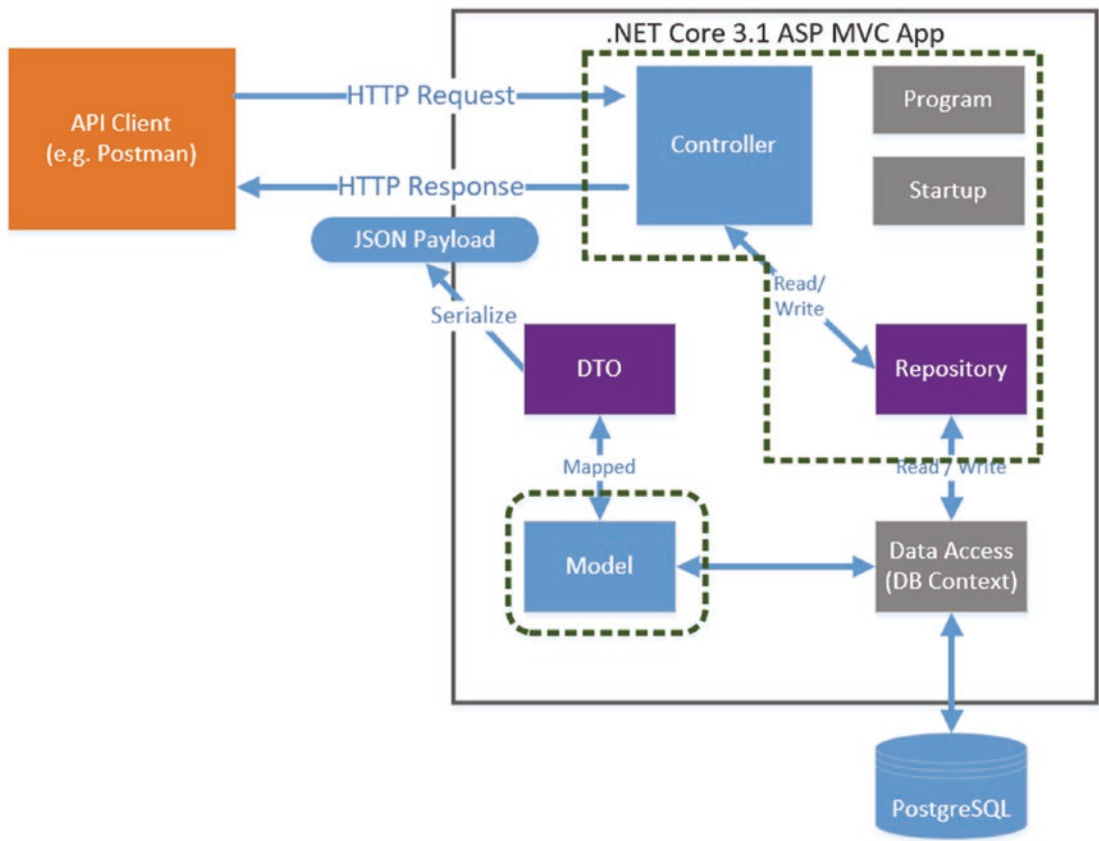 .NET Core 3.1 ASP MVC App
API Client
(e.g. Postman)
HTTP Request
HTTP Response
JSON Payload
Serialize
Controller
Program
Startup
Read/
Write
DTO
Repository
Mapped
Read / Write
Model
Data Access
(DB Context)
PostgreSQL